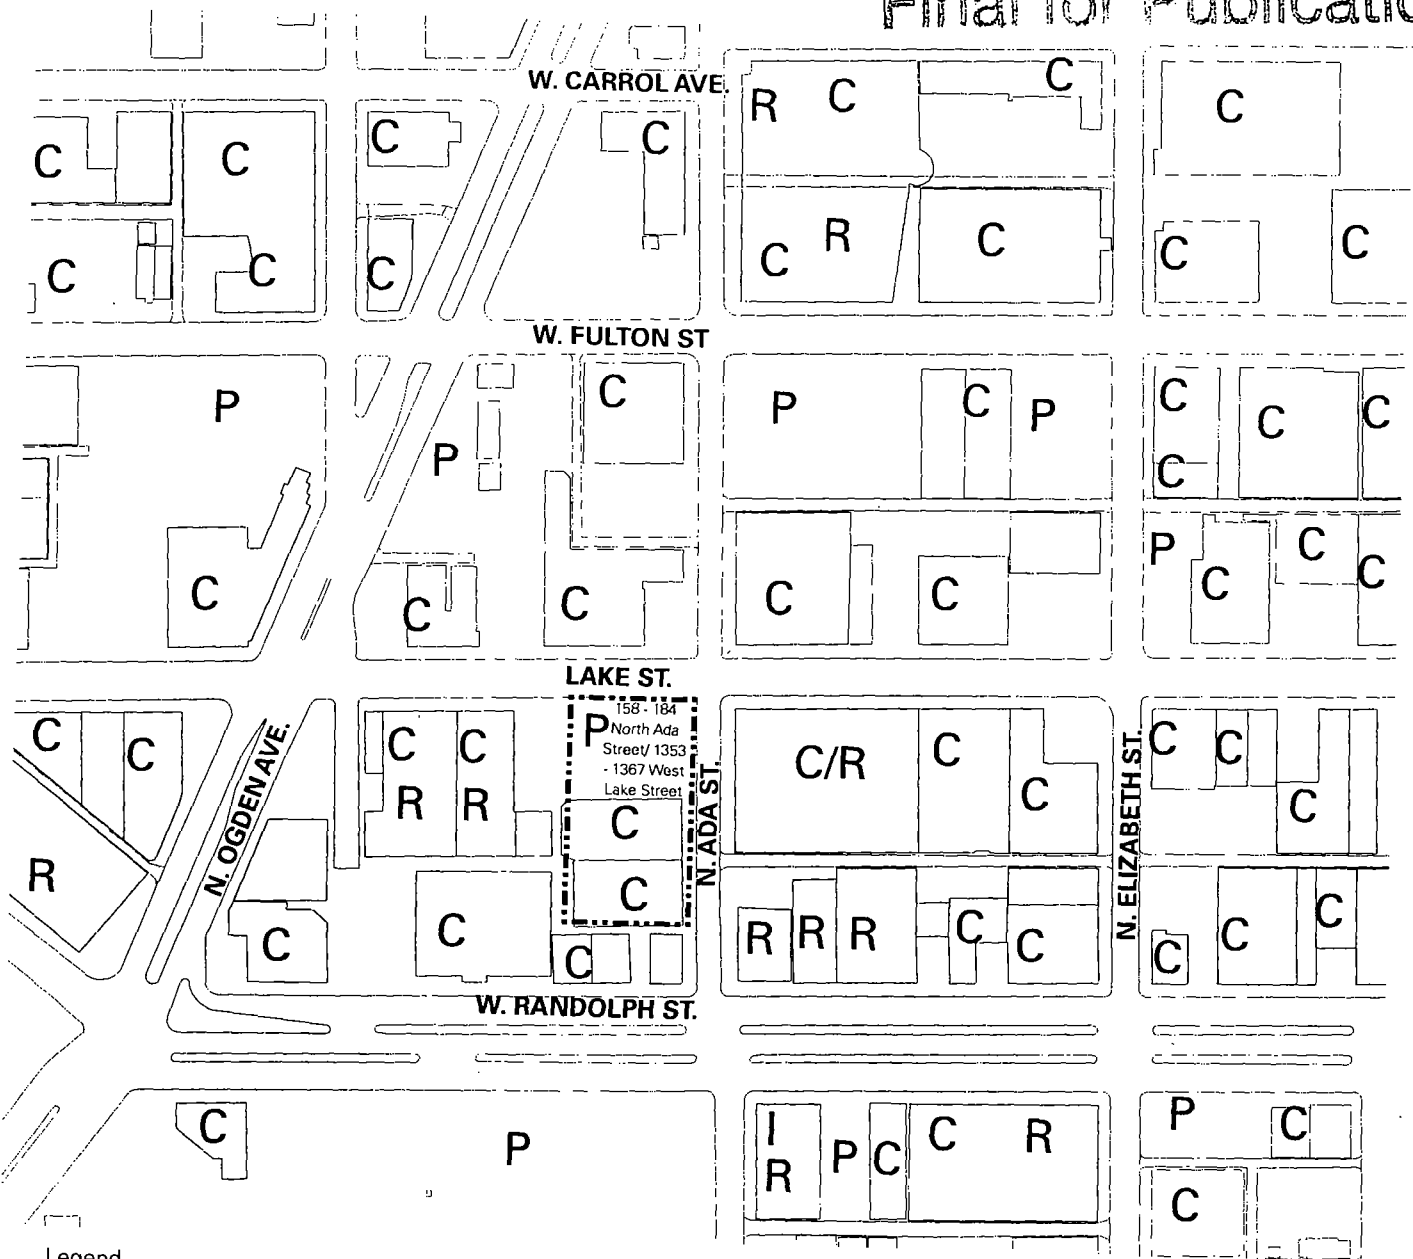 Final for Publicatio
W. CARROL AVE.
R C C C
C C C C
C R C C C
C C C C
W. FULTON ST
P C P C P C C C
P C
P C C
C C C C C C
LAKE ST.
158 - 184
P North Ada
Street/ 1353
- 1367 West
Lake Street
C C C C C/R C C C
R R C C
N. OGDEN AVE.
N. ADA ST.
N. ELIZABETH ST.
C
R C
C C C R R R C C C C C
W. RANDOLPH ST.
C P I P C C R P C
R
C
Legend